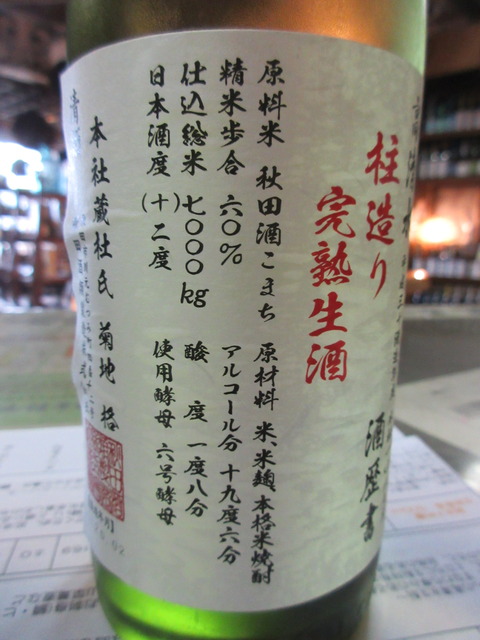 酒歴書
柱造り
完熟生酒
原料米 秋田酒こまち
原材料 米、米麹、本格米焼酎
精米歩合 六〇%
アルコール分 十九度六分
仕込総米 七〇〇〇kg
酸 度 一度八分
日本酒度 (十)二度
使用酵母 六号酵母
本社蔵杜氏 菊地 格